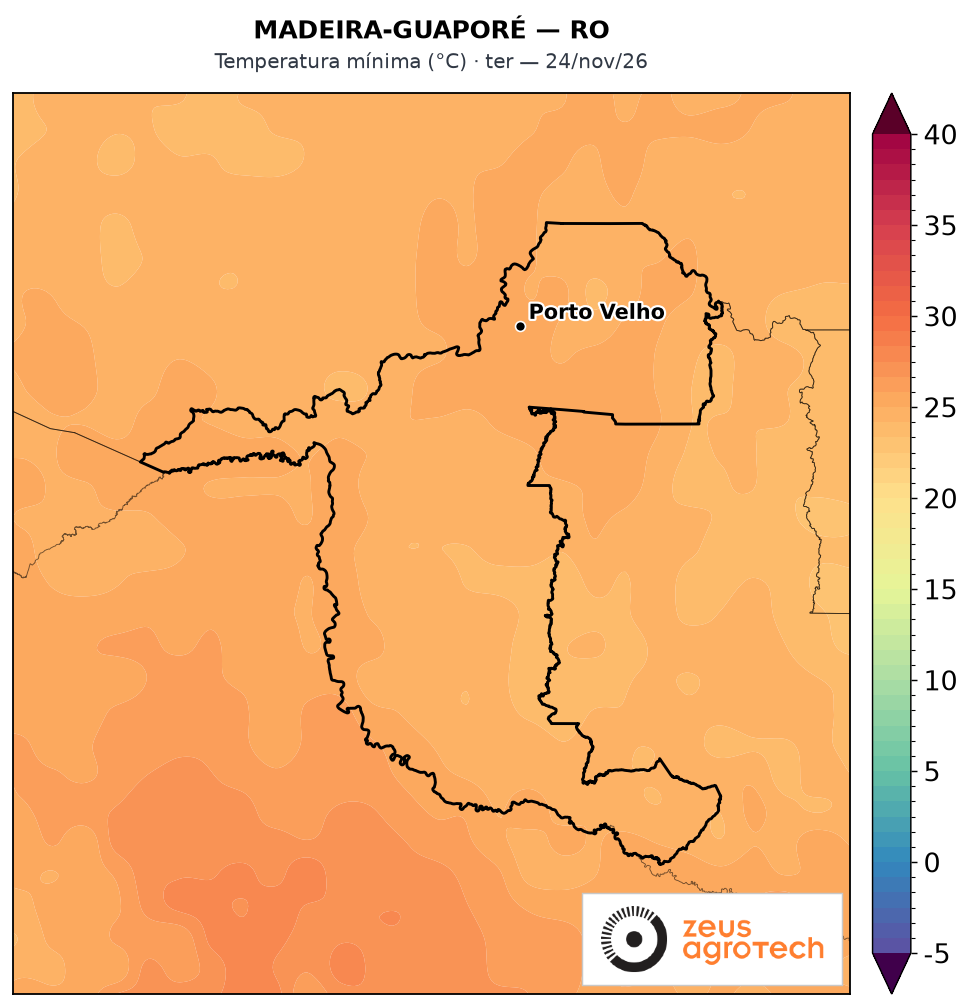 MADEIRA-GUAPORÉ — RO
Temperatura mínima (°C) · ter — 24/nov/26
40
35
30
25
20
15
10
5
0
-5
Porto Velho
zeus
agrotech